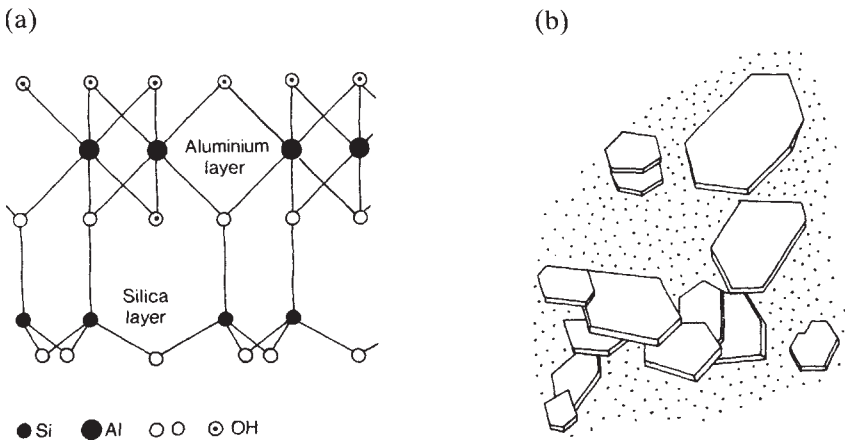 (a)
(b)
Aluminium
layer
Silica
layer
Si Al O OH